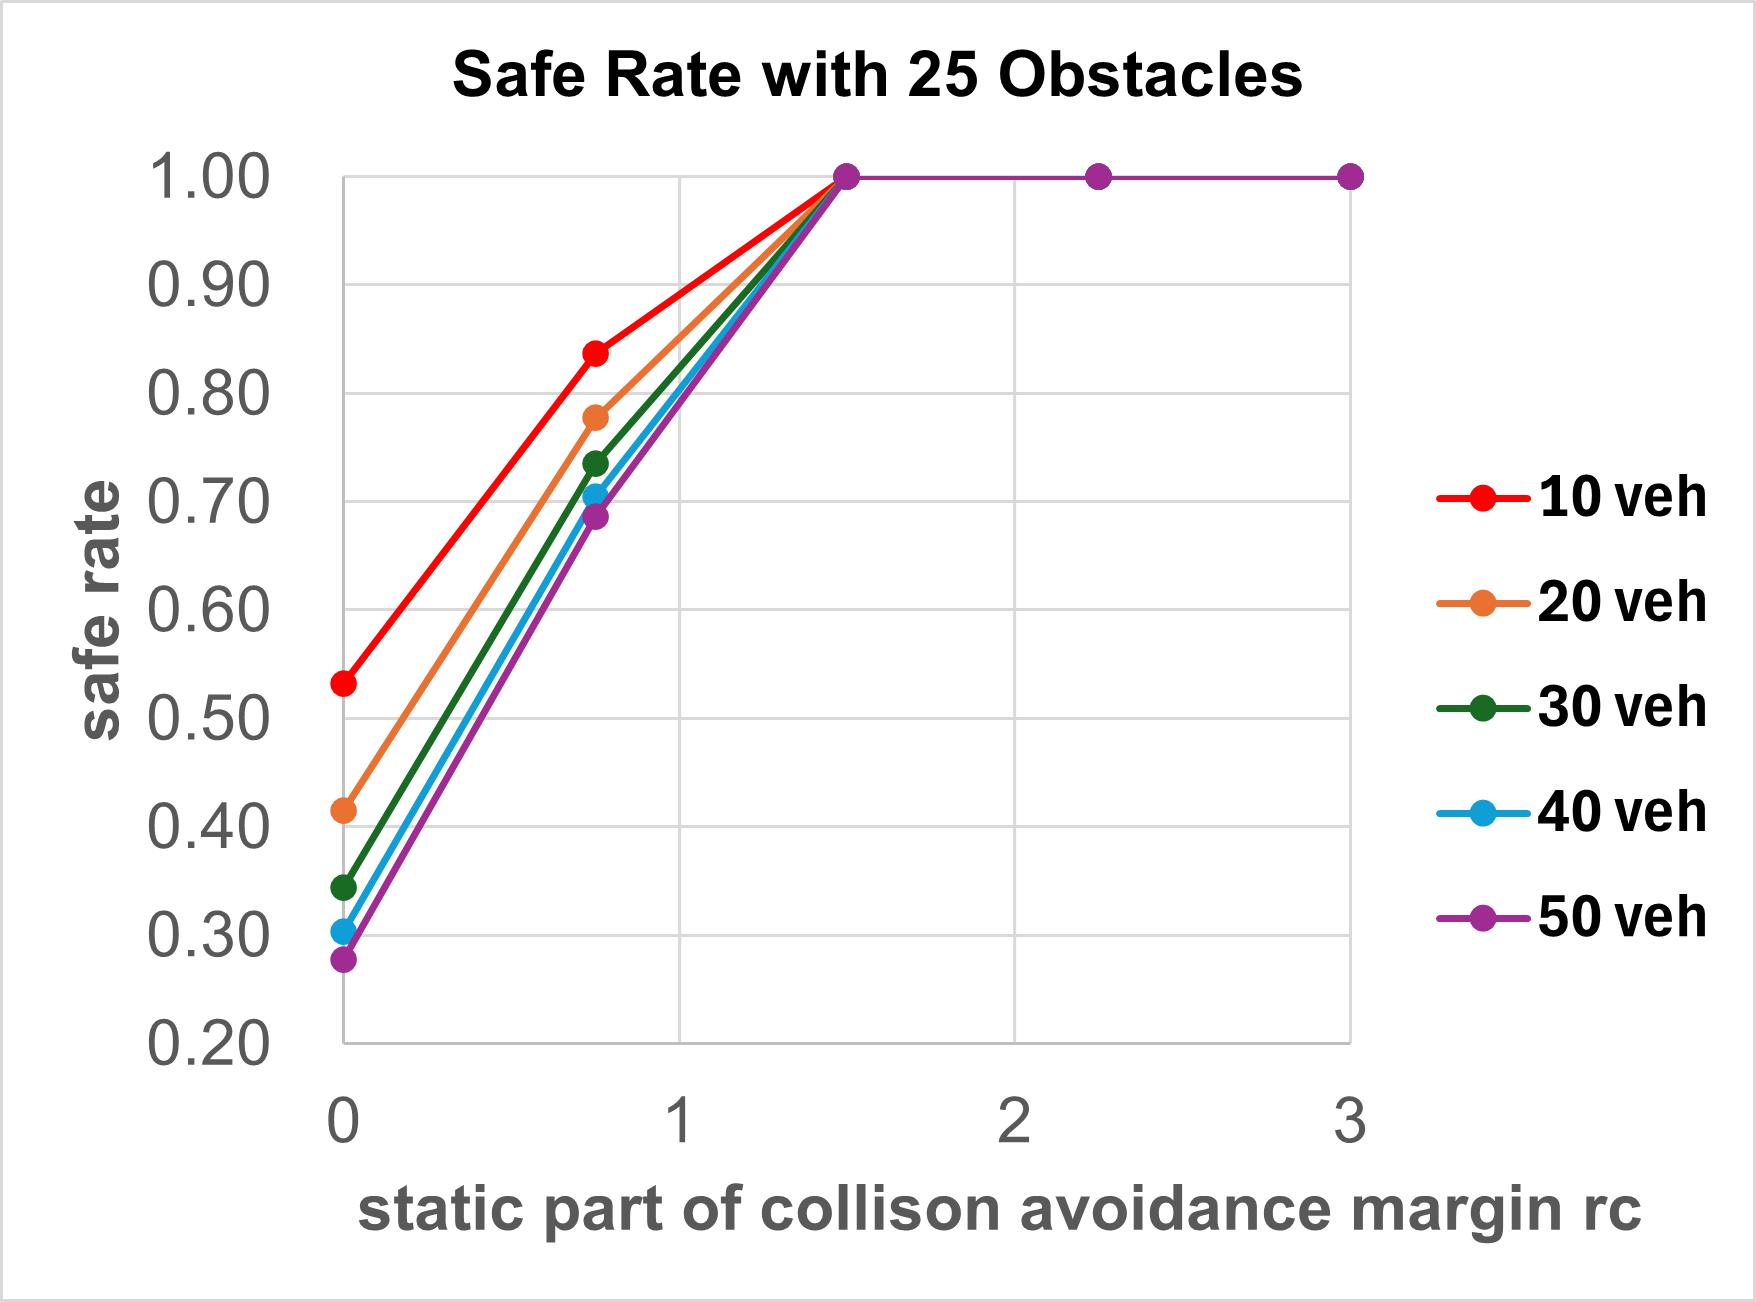 Safe Rate with 25 Obstacles
1.00
0.90
0.80
0.70
0.60
0.50
0.40
0.30
0.20
safe rate
0 1 2 3
static part of collison avoidance margin rc
10 veh
20 veh
30 veh
40 veh
50 veh